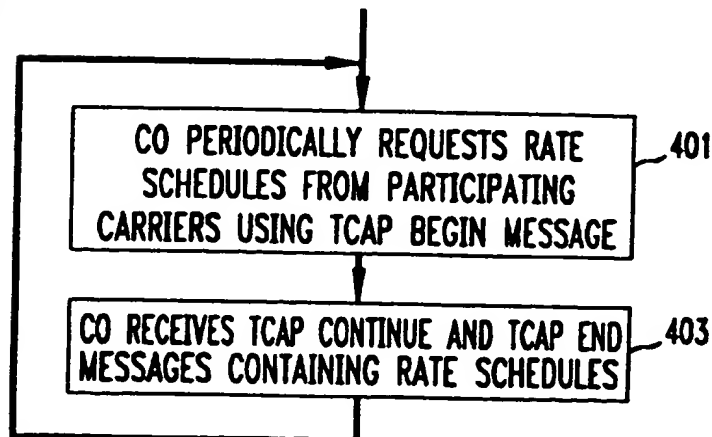 CO PERIODICALLY REQUESTS RATE
SCHEDULES FROM PARTICIPATING
CARRIERS USING TCAP BEGIN MESSAGE
401
CO RECEIVES TCAP CONTINUE AND TCAP END
MESSAGES CONTAINING RATE SCHEDULES
403